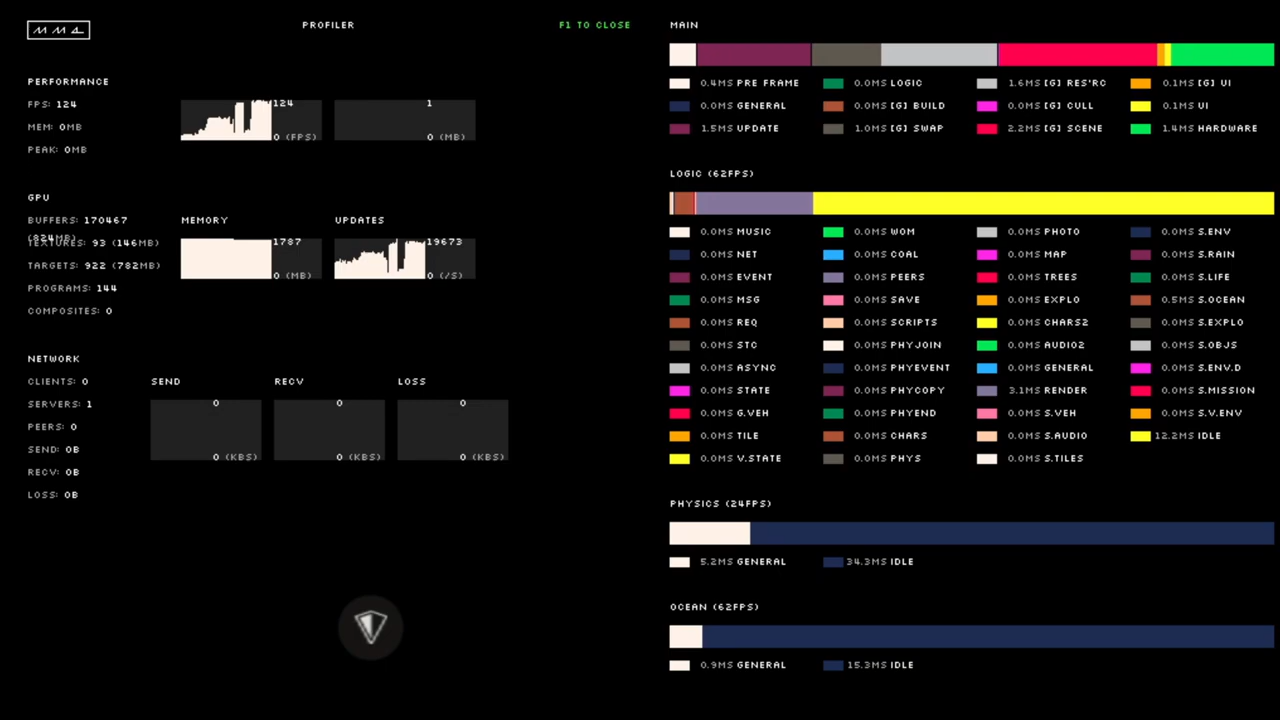 PROFILER
F1 TO CLOSE
PERFORMANCE
FPS: 124
MEM: 0MB
PEAK: 0MB
124
0 (FPS)
1
0 (MB)
GPU
BUFFERS: 170467
TEXTURES: 93 (146MB)
TARGETS: 922 (782MB)
PROGRAMS: 144
COMPOSITES: 0
MEMORY
1787
0 (MB)
UPDATES
19673
0 (/S)
NETWORK
CLIENTS: 0
SERVERS: 1
PEERS: 0
SEND: 0B
RECV: 0B
LOSS: 0B
SEND
0
0 (KBS)
RECV
0
0 (KBS)
LOSS
0
0 (KBS)
MAIN
0.4MS PRE FRAME
0.0MS GENERAL
1.5MS UPDATE
0.0MS LOGIC
0.0MS [G] BUILD
1.0MS [G] SWAP
1.6MS [G] RES'RC
0.0MS [G] CULL
2.2MS [G] SCENE
0.1MS [G] UI
0.1MS UI
1.4MS HARDWARE
LOGIC (62FPS)
0.0MS MUSIC
0.0MS NET
0.0MS EVENT
0.0MS MSG
0.0MS REQ
0.0MS STC
0.0MS ASYNC
0.0MS STATE
0.0MS G.VEH
0.0MS TILE
0.0MS V.STATE
0.0MS WOM
0.0MS COAL
0.0MS PEERS
0.0MS SAVE
0.0MS SCRIPTS
0.0MS PHYJOIN
0.0MS PHYEVENT
0.0MS PHYCOPY
0.0MS PHYEND
0.0MS CHARS
0.0MS PHYS
0.0MS PHOTO
0.0MS MAP
0.0MS TREES
0.0MS EXPLO
0.0MS CHARS2
0.0MS AUDIO2
0.0MS GENERAL
3.1MS RENDER
0.0MS S.VEH
0.0MS S.AUDIO
0.0MS S.TILES
0.0MS S.ENV
0.0MS S.RAIN
0.0MS S.LIFE
0.5MS S.OCEAN
0.0MS S.EXPLO
0.0MS S.OBJS
0.0MS S.ENV.D
0.0MS S.MISSION
0.0MS S.V.ENV
12.2MS IDLE
PHYSICS (24FPS)
5.2MS GENERAL
34.3MS IDLE
OCEAN (62FPS)
0.9MS GENERAL
15.3MS IDLE